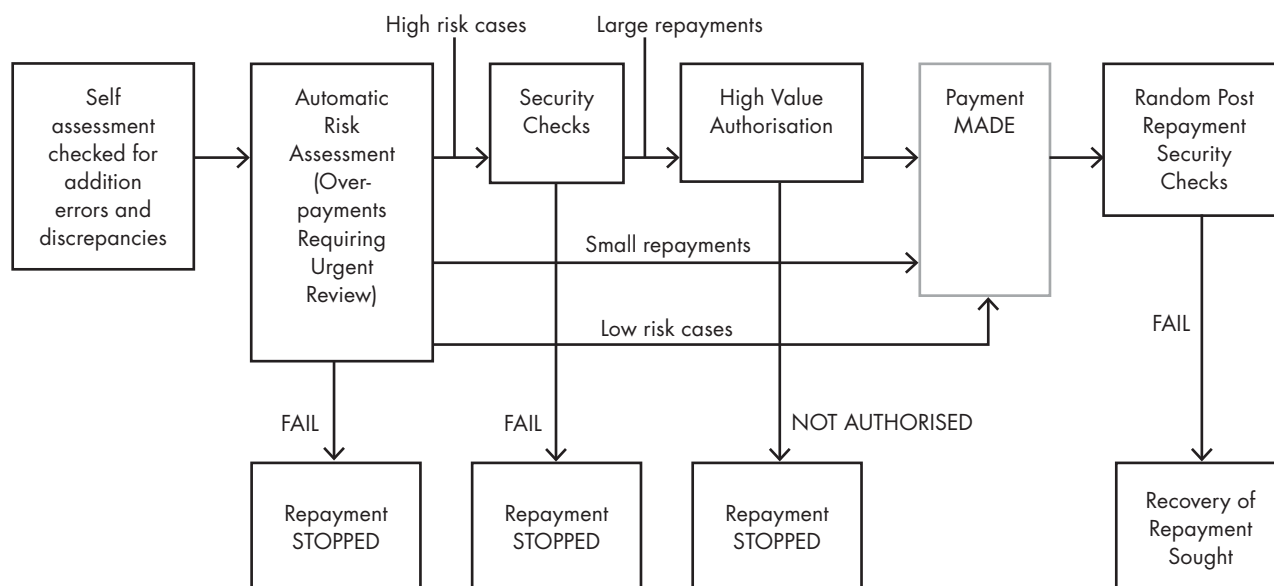 High risk cases
Large repayments
Self
assessment
checked for
addition
errors and
discrepancies
Automatic
Risk
Assessment
(Over-
payments
Requiring
Urgent
Review)
Security
Checks
High Value
Authorisation
Payment
MADE
Random Post
Repayment
Security
Checks
Small repayments
Low risk cases
FAIL
FAIL
FAIL
NOT AUTHORISED
Repayment
STOPPED
Repayment
STOPPED
Repayment
STOPPED
Recovery of
Repayment
Sought